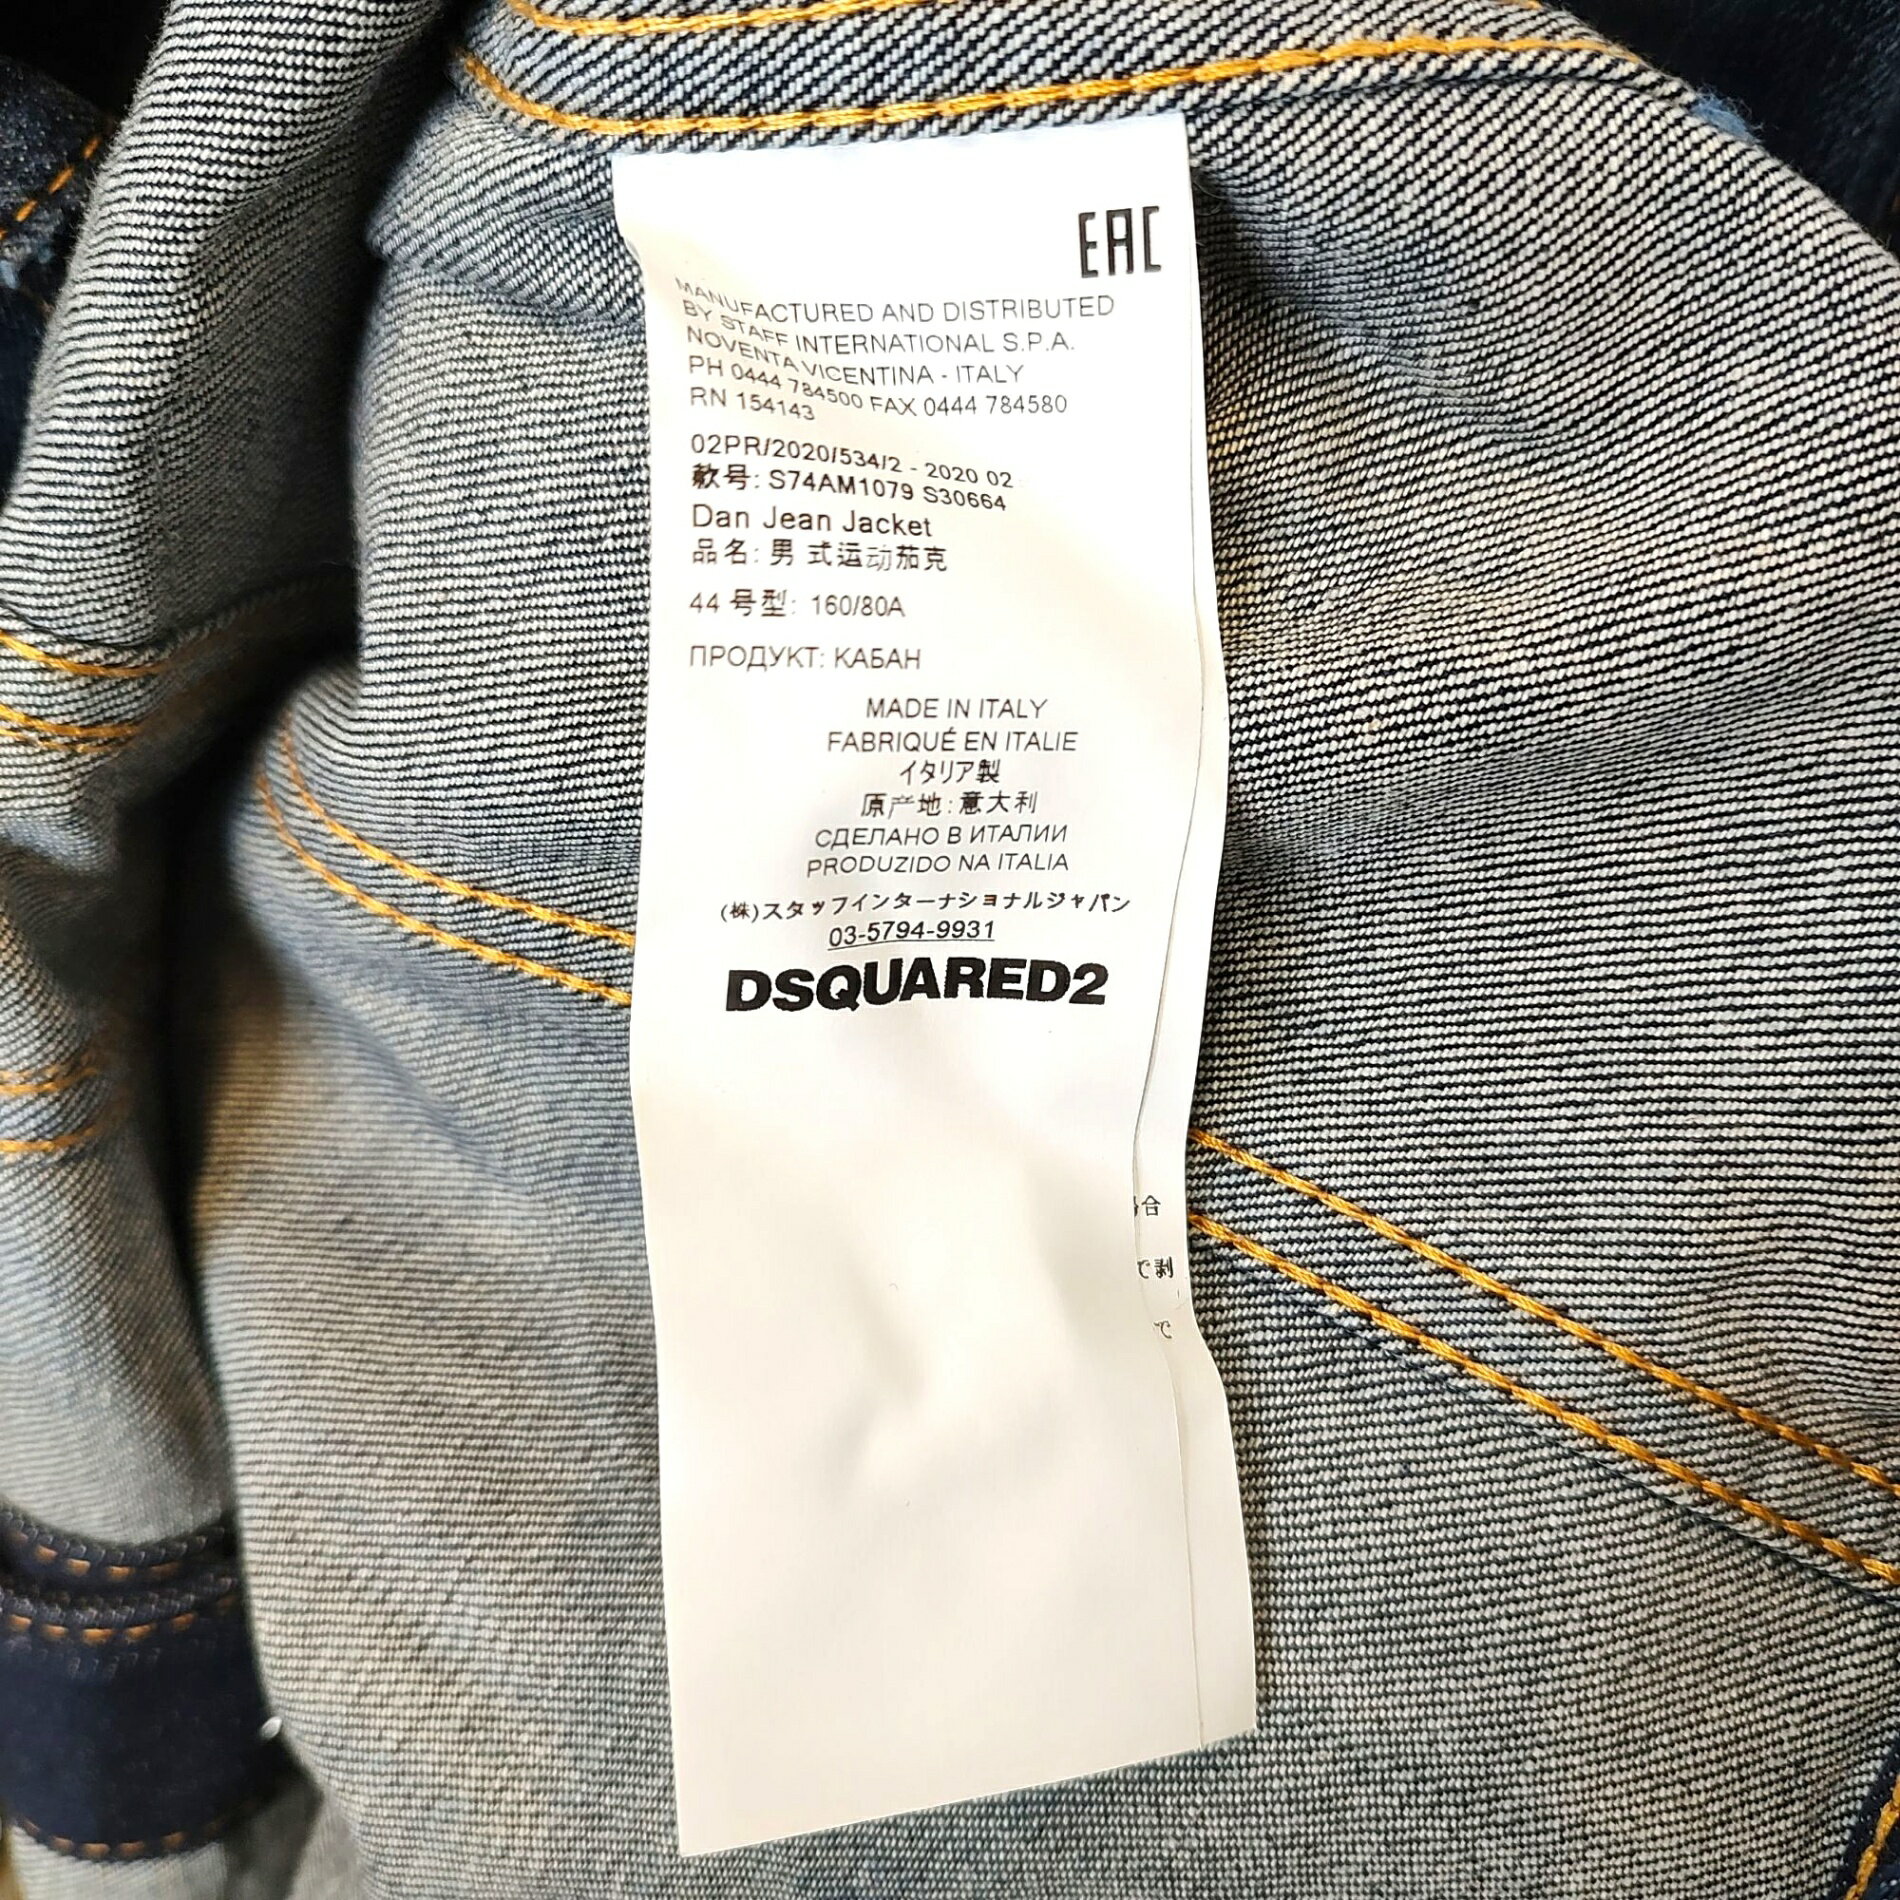 EAC
MANUFACTURED AND DISTRIBUTED
BY STAFF INTERNATIONAL S.P.A.
NOVENTA VICENTINA - ITALY
PH 0444 784500 FAX 0444 784580
RN 154143
02PR/2020/534/2 - 2020 02
款号: S74AM1079 S30664
Dan Jean Jacket
品名: 男 式运动茄克
44 号型: 160/80A
ПРОДУКТ: КАБАН
MADE IN ITALY
FABRIQUÉ EN ITALIE
イタリア製
原产地: 意大利
СДЕЛАНО В ИТАЛИИ
PRODUZIDO NA ITALIA
(株)スタッフインターナショナルジャパン
03-5794-9931
DSQUARED2
合
で剥
で